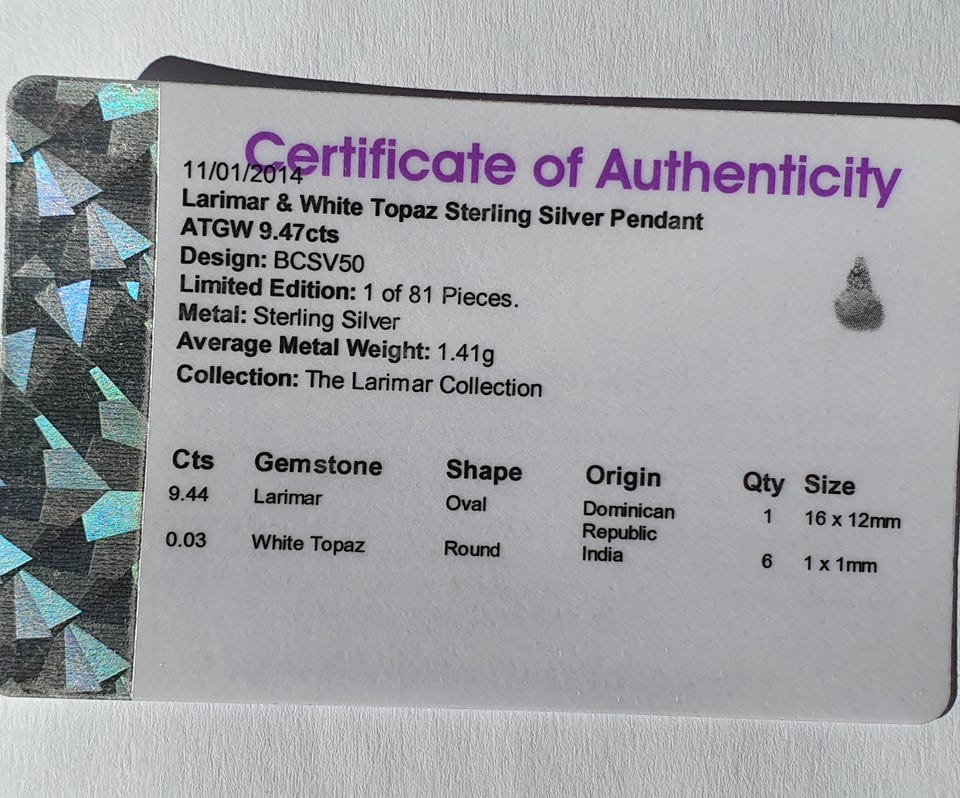 Certificate of Authenticity
11/01/2014
Larimar & White Topaz Sterling Silver Pendant
ATGW 9.47cts
Design: BCSV50
Limited Edition: 1 of 81 Pieces.
Metal: Sterling Silver
Average Metal Weight: 1.41g
Collection: The Larimar Collection
Cts Gemstone Shape Origin Qty Size
9.44 Larimar Oval Dominican 1 16 x 12mm
Republic
0.03 White Topaz Round India 6 1 x 1mm